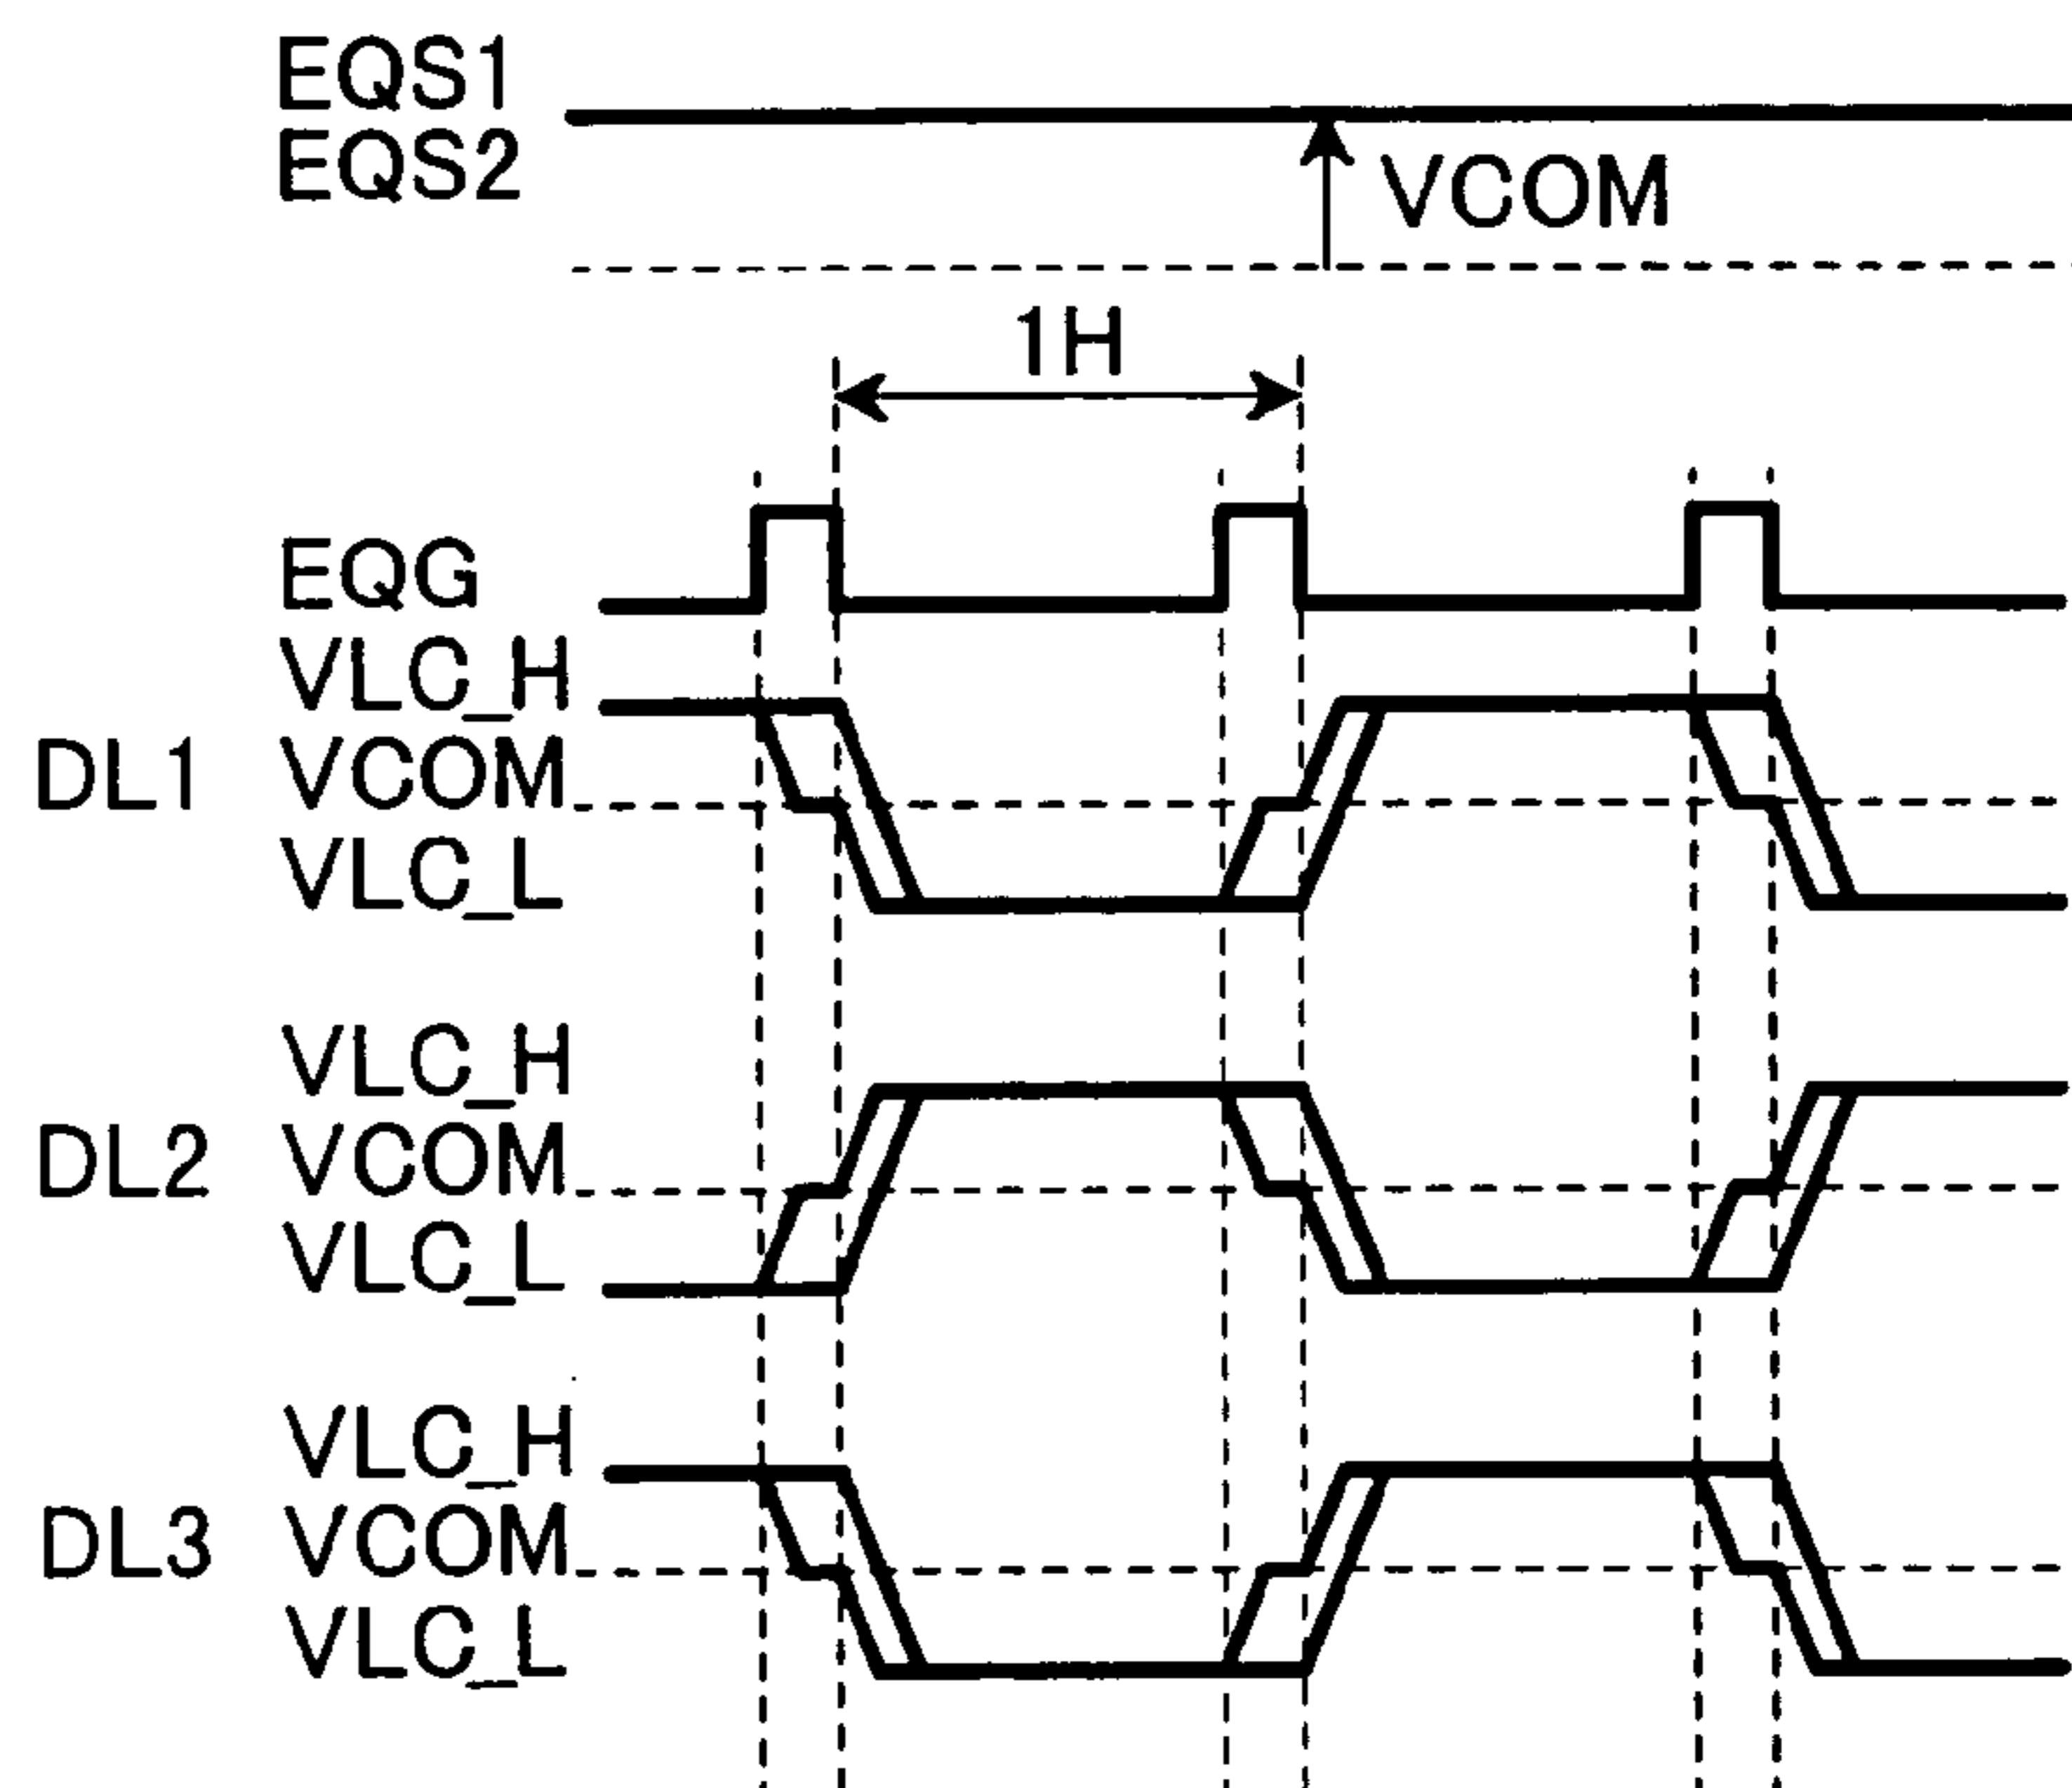 EQS1
EQS2
VCOM
1H
EQG
VLC_H
DL1 VCOM
VLC_L
VLC_H
DL2 VCOM
VLC_L
VLC_H
DL3 VCOM
VLC_L